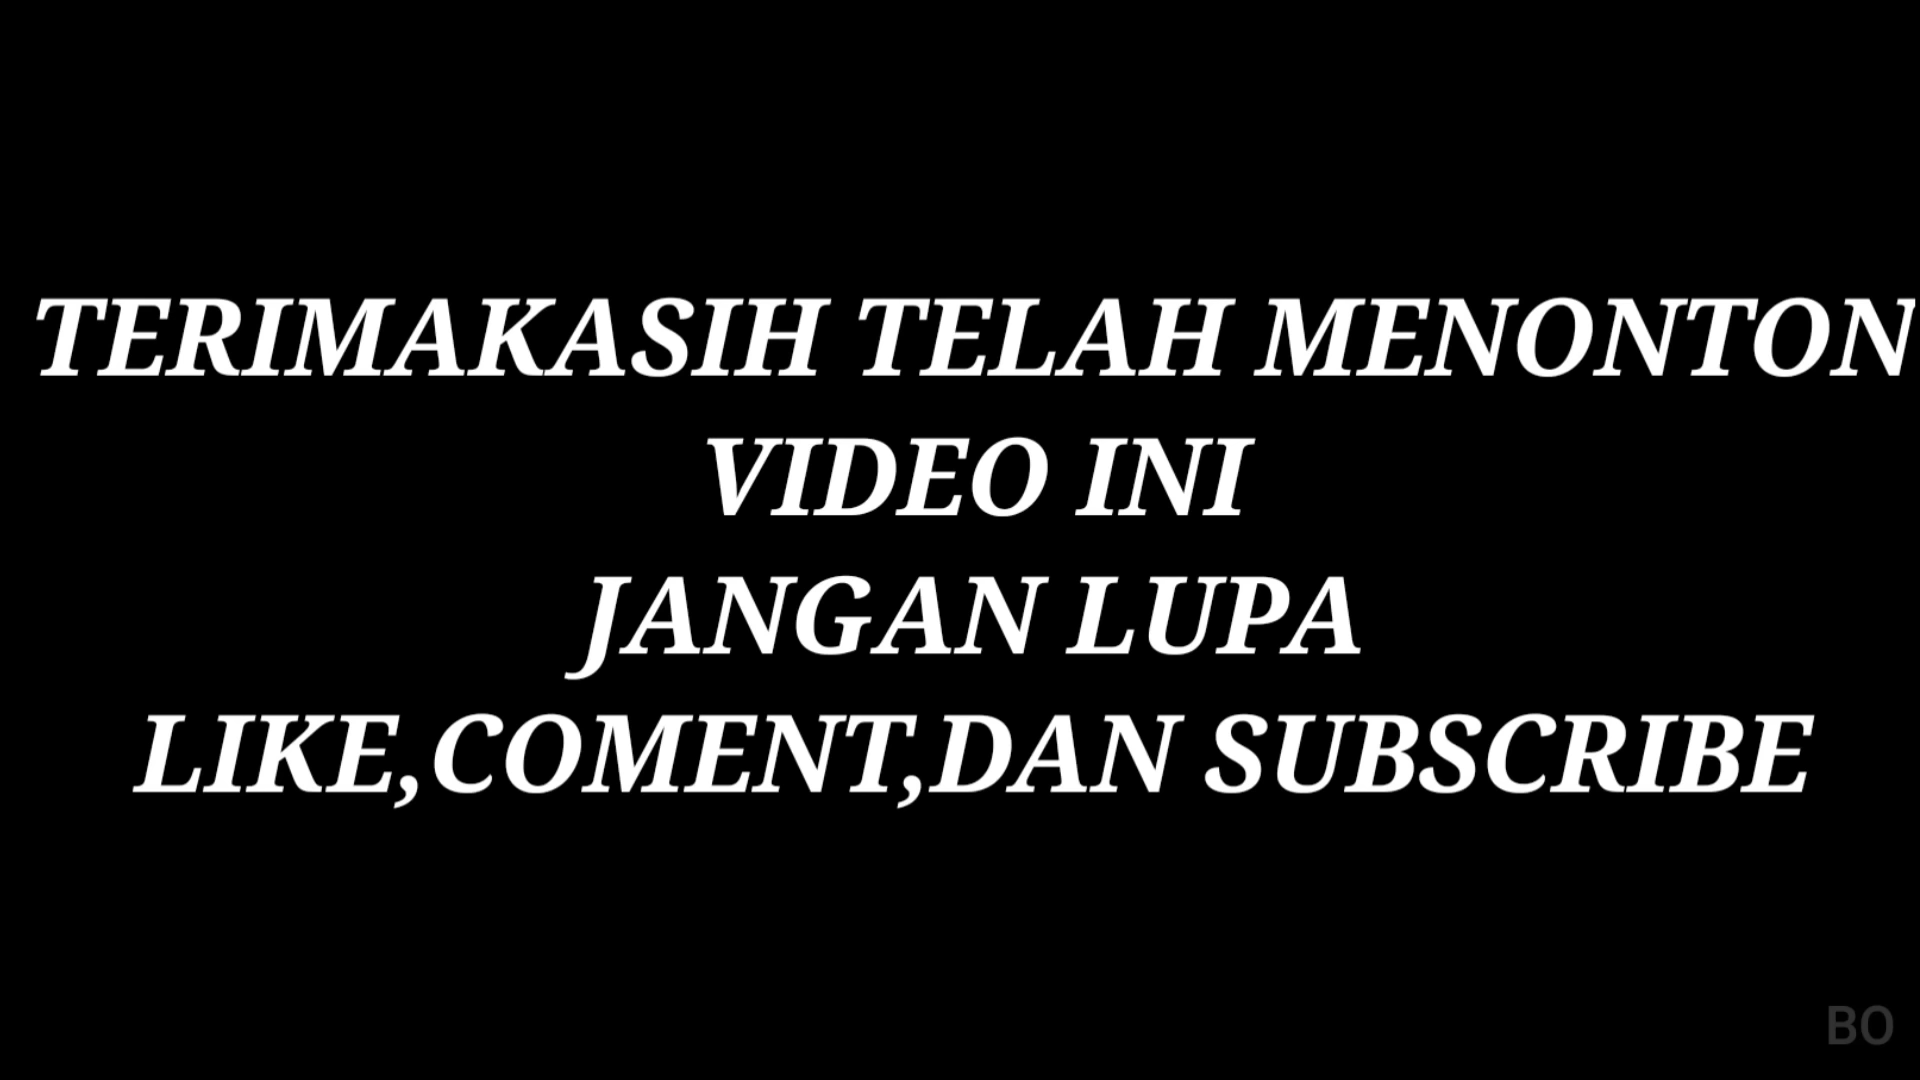 TERIMAKASIH TELAH MENONTON
VIDEO INI
JANGAN LUPA
LIKE,COMENT,DAN SUBSCRIBE
BO